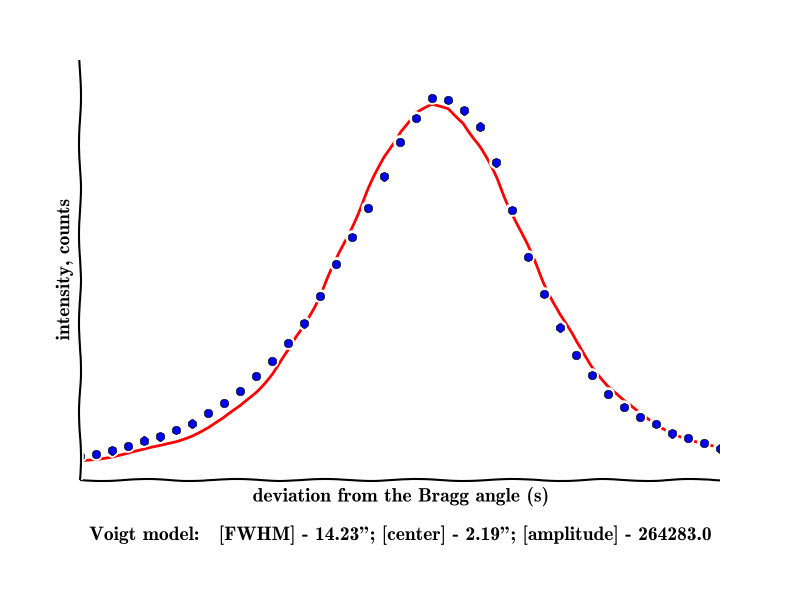 intensity, counts
deviation from the Bragg angle (s)
Voigt model: [FWHM] - 14.23”; [center] - 2.19”; [amplitude] - 264283.0